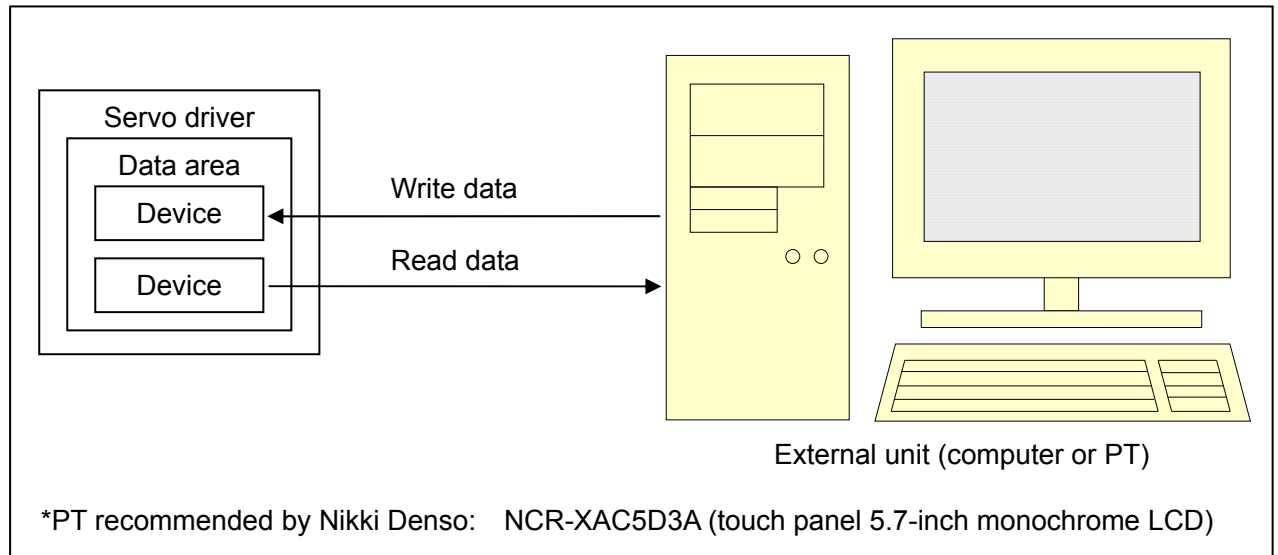 Servo driver
Data area
Device
Write data
Device
Read data
External unit (computer or PT)
*PT recommended by Nikki Denso: NCR-XAC5D3A (touch panel 5.7-inch monochrome LCD)